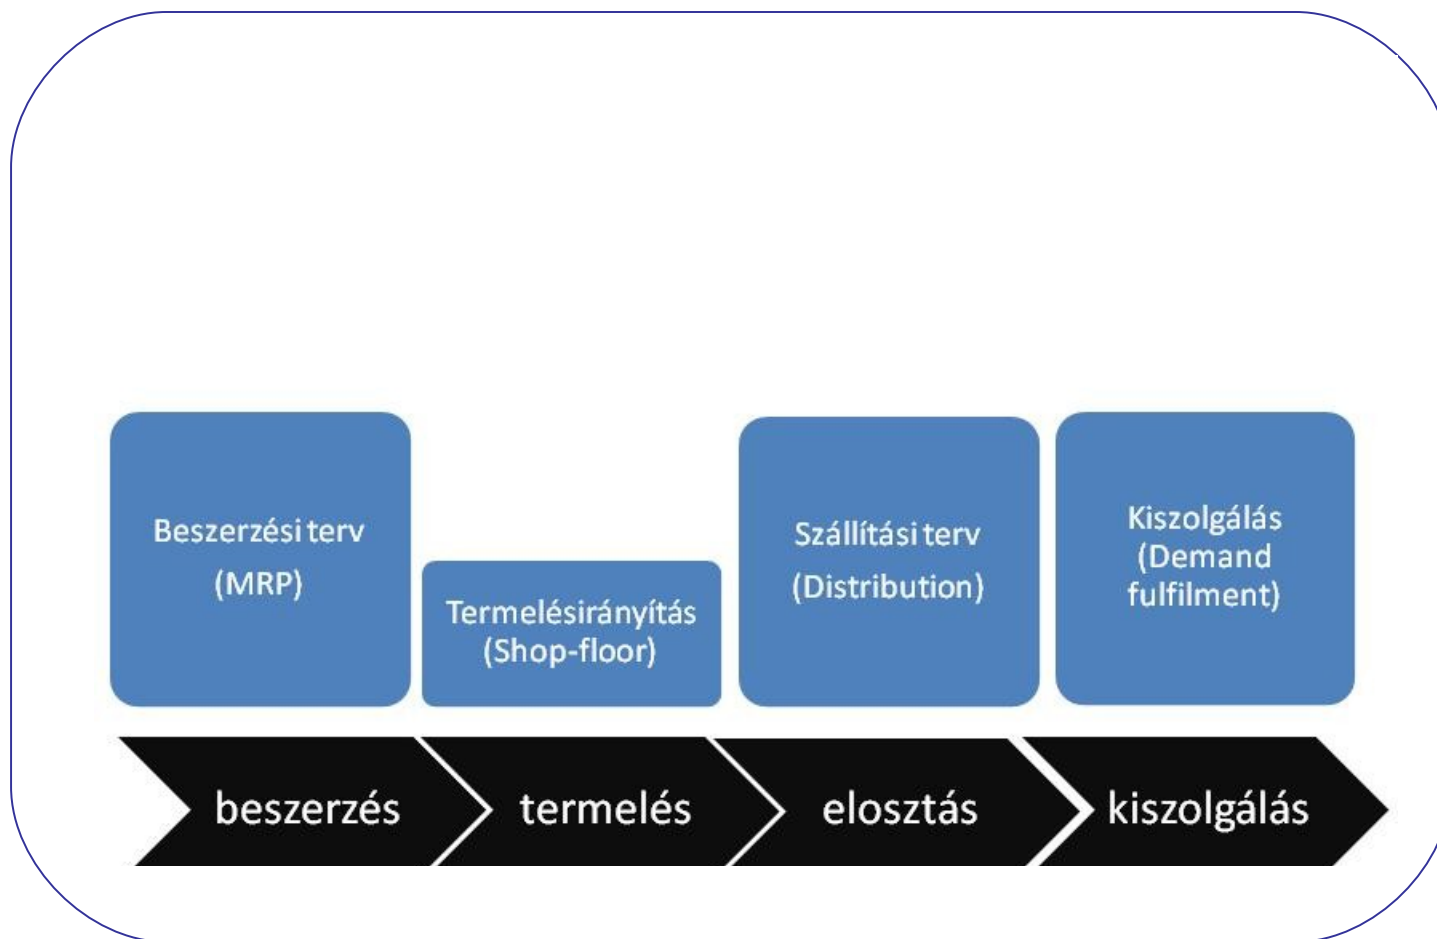 Beszerzési terv
(MRP)
Termelésirányítás
(Shop-floor)
Szállítási terv
(Distribution)
Kiszolgálás
(Demand
fulfilment)
beszerzés
termelés
elosztás
kiszolgálás